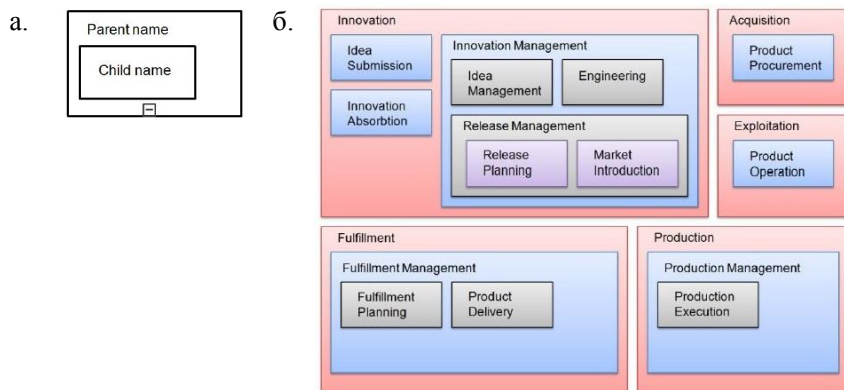 а.
Parent name
Child name
б.
Innovation
Idea
Submission
Innovation
Absorbtion
Innovation Management
Idea
Management
Engineering
Release Management
Release
Planning
Market
Introduction
Acquisition
Product
Procurement
Exploitation
Product
Operation
Fulfillment
Fulfillment Management
Fulfillment
Planning
Product
Delivery
Production
Production Management
Production
Execution